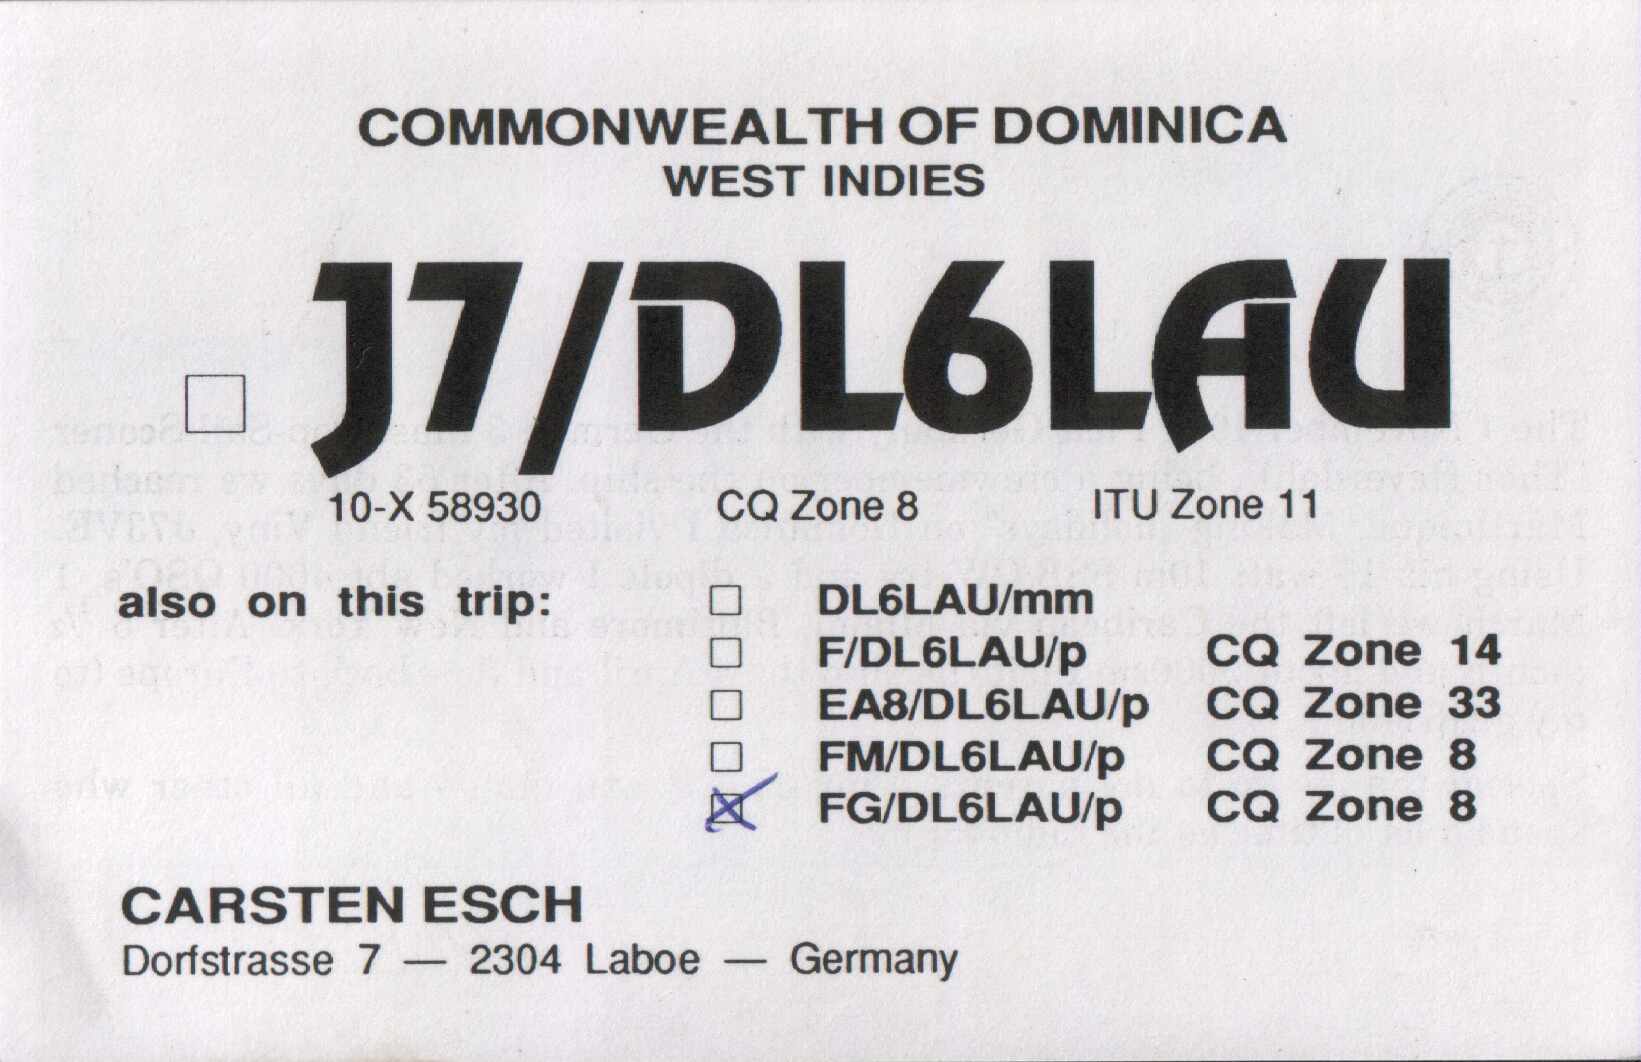 COMMONWEALTH OF DOMINICA
WEST INDIES
J7/DL6LAU
10-X 58930 CQ Zone 8 ITU Zone 11
also on this trip: DL6LAU/mm
F/DL6LAU/p CQ Zone 14
EA8/DL6LAU/p CQ Zone 33
FM/DL6LAU/p CQ Zone 8
FG/DL6LAU/p CQ Zone 8
CARSTEN ESCH
Dorfstrasse 7 — 2304 Laboe — Germany